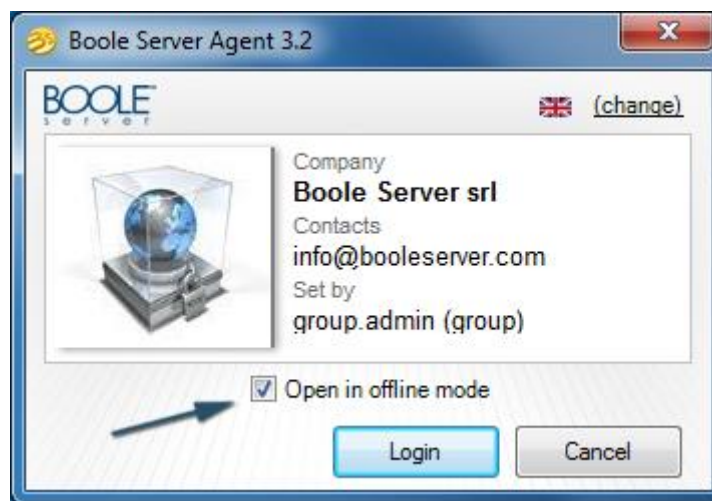 Boole Server Agent 3.2
BOOLE
server
(change)
Company
Boole Server srl
Contacts
info@booleserver.com
Set by
group.admin (group)
Open in offline mode
Login
Cancel